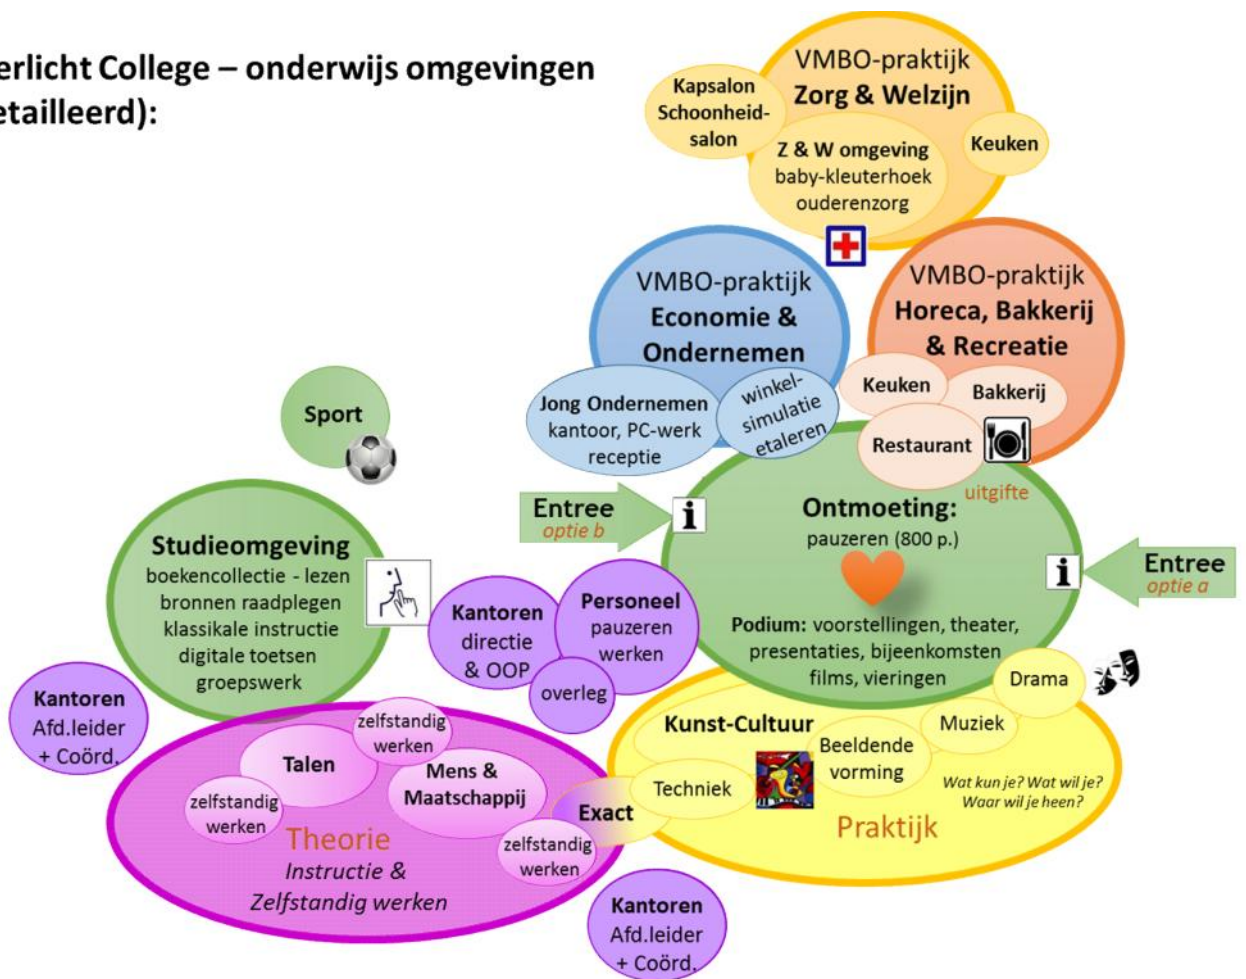 erlicht College – onderwijs omgevingen
etailleerd):
VMBO-praktijk
Zorg & Welzijn
Kapsalon
Schoonheid-
salon
Keuken
Z & W omgeving
baby-kleuterhoek
ouderenzorg
VMBO-praktijk
Economie &
Ondernemen
Jong Ondernemen
kantoor, PC-werk
receptie
winkel-
simulatie
etaleren
VMBO-praktijk
Horeca, Bakkerij
& Recreatie
Keuken
Bakkerij
Restaurant
uitgifte
Sport
Entree
optie b
i
Ontmoeting:
pauzeren (800 p.)
i
Entree
optie a
Podium: voorstellingen, theater,
presentaties, bijeenkomsten
films, vieringen
Studieomgeving
boekencollectie - lezen
bronnen raadplegen
klassikale instructie
digitale toetsen
groepswerk
Kantoren
directie
& OOP
Personeel
pauzeren
werken
overleg
Kantoren
Afd.leider
+ Coörd.
Drama
Muziek
Kunst-Cultuur
Beeldende
vorming
Techniek
Wat kun je? Wat wil je?
Waar wil je heen?
Praktijk
zelfstandig
werken
Talen
Mens &
Maatschappij
zelfstandig
werken
Exact
zelfstandig
werken
Theorie
Instructie &
Zelfstandig werken
Kantoren
Afd.leider
+ Coörd.